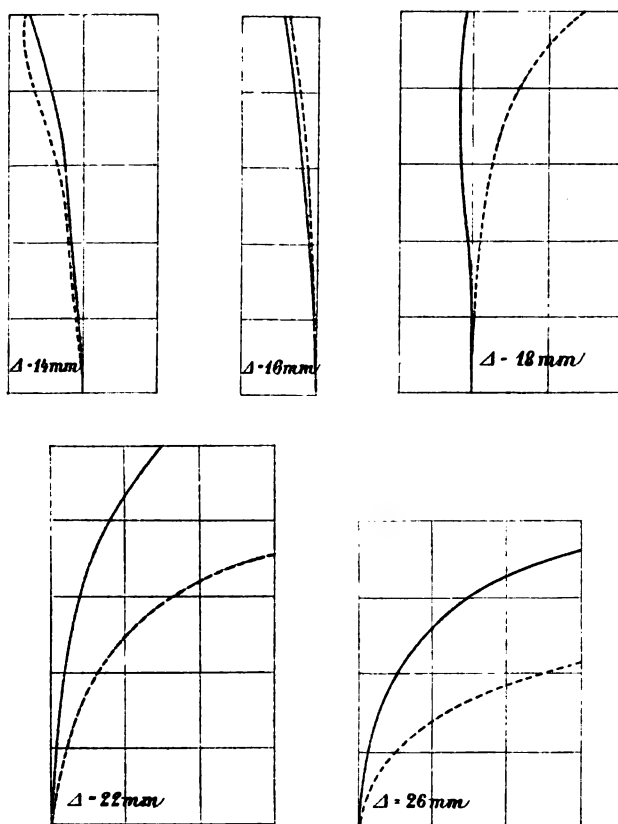 Δ = 14 mm
Δ = 16 mm
Δ = 18 mm
Δ = 22 mm
Δ = 26 mm